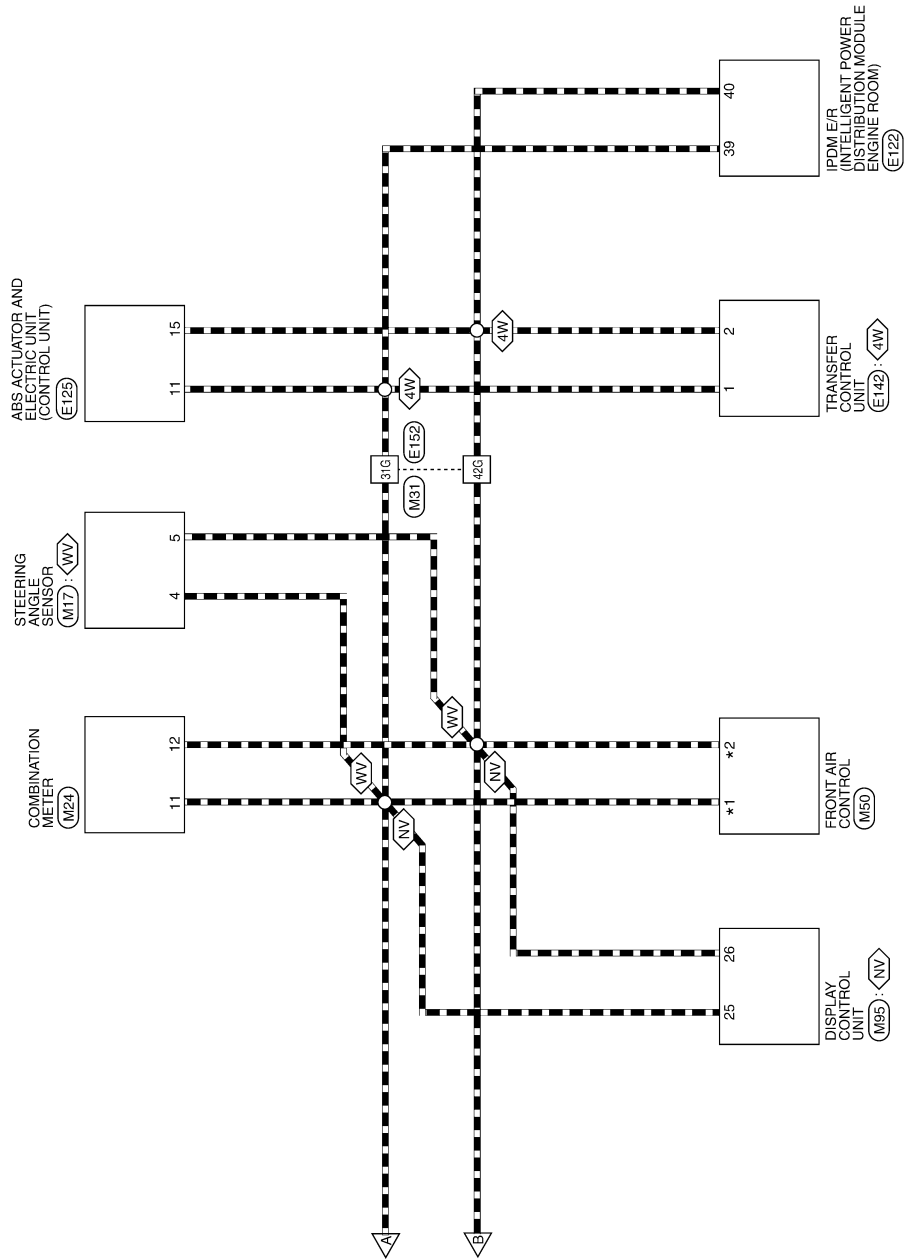 A
B
COMBINATION
METER
M24
11
12
STEERING
ANGLE
SENSOR
M17 : WV
4
5
ABS ACTUATOR AND
ELECTRIC UNIT
(CONTROL UNIT)
E125
11
15
WV
NV
WV
NV
31G
42G
M31
E152
4W
4W
25
26
DISPLAY
CONTROL
UNIT
M95 : NV
*1
*2
FRONT AIR
CONTROL
M50
1
2
TRANSFER
CONTROL
UNIT
E142 : 4W
39
40
IPDM E/R
(INTELLIGENT POWER
DISTRIBUTION MODULE
ENGINE ROOM)
E122